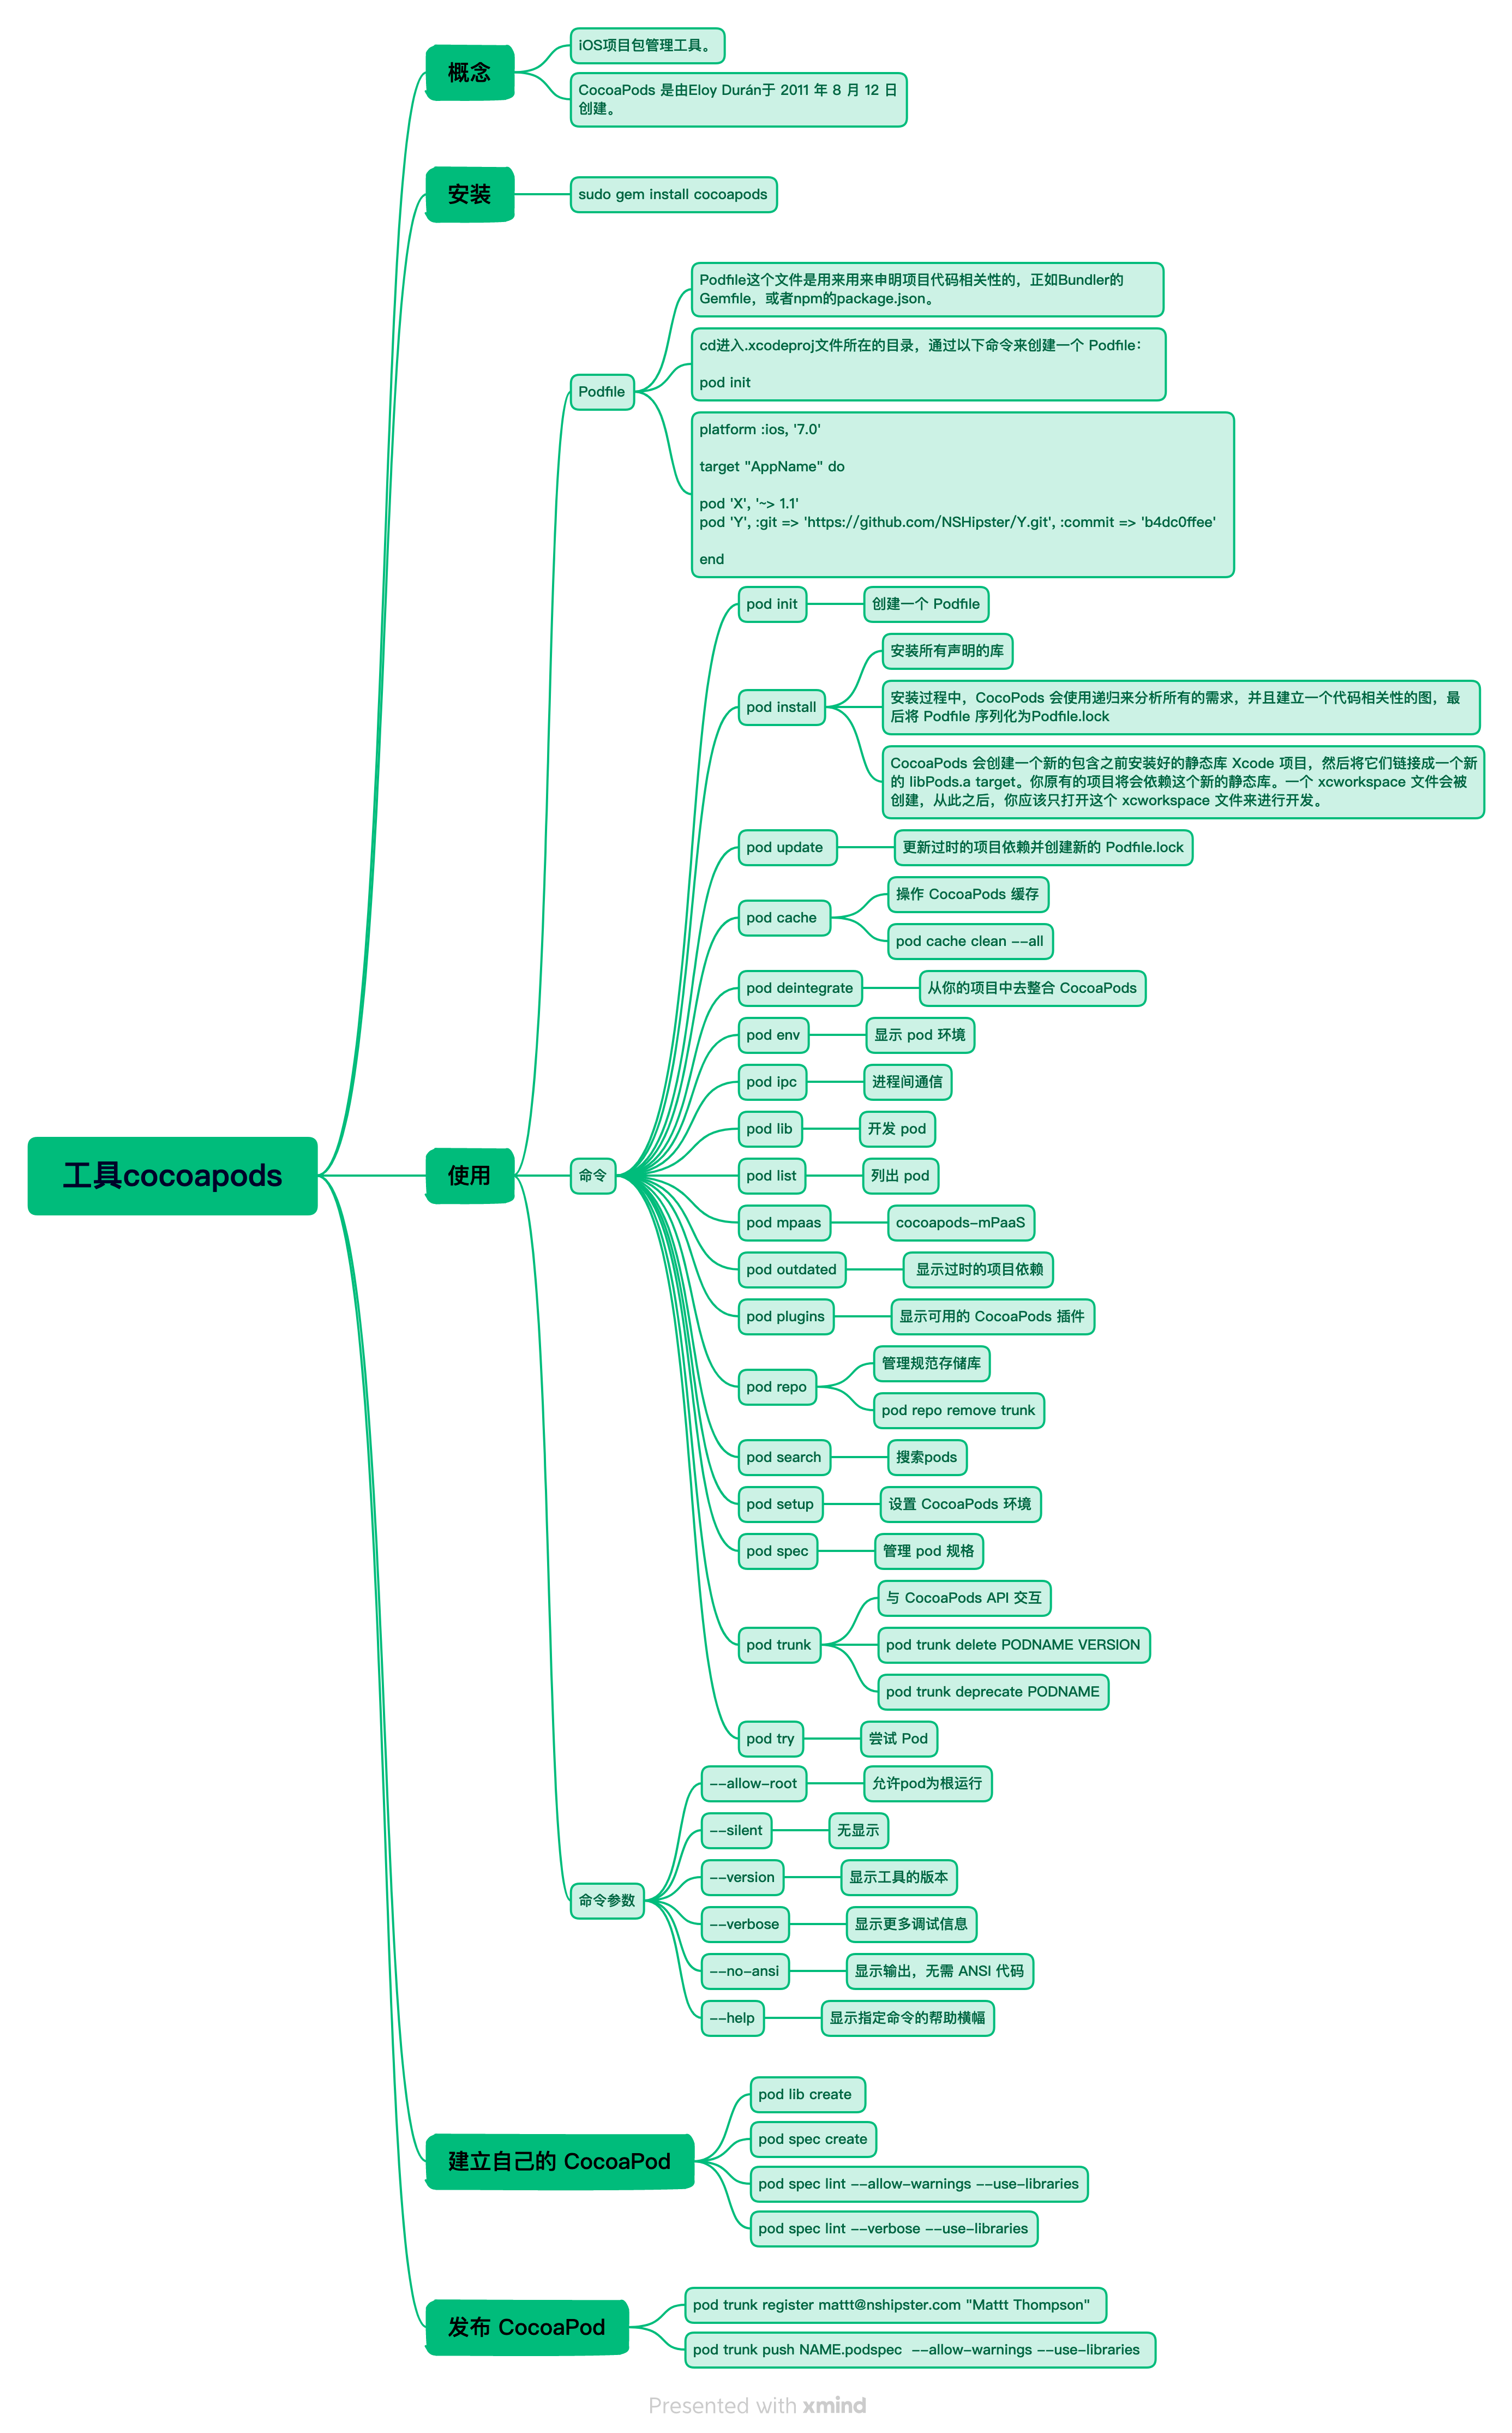 工具cocoapods
概念
iOS项目包管理工具。
CocoaPods 是由Eloy Durán于 2011 年 8 月 12 日
创建。
安装
sudo gem install cocoapods
使用
Podfile
Podfile这个文件是用来用来申明项目代码相关性的，正如Bundler的
Gemfile，或者npm的package.json。
cd进入.xcodeproj文件所在的目录，通过以下命令来创建一个 Podfile：
pod init
platform :ios, '7.0'
target "AppName" do
pod 'X', '~> 1.1'
pod 'Y', :git => 'https://github.com/NSHipster/Y.git', :commit => 'b4dc0ffee'
end
命令
pod init
创建一个 Podfile
pod install
安装所有声明的库
安装过程中，CocoPods 会使用递归来分析所有的需求，并且建立一个代码相关性的图，最
后将 Podfile 序列化为Podfile.lock
CocoaPods 会创建一个新的包含之前安装好的静态库 Xcode 项目，然后将它们链接成一个新
的 libPods.a target。你原有的项目将会依赖这个新的静态库。一个 xcworkspace 文件会被
创建，从此之后，你应该只打开这个 xcworkspace 文件来进行开发。
pod update
更新过时的项目依赖并创建新的 Podfile.lock
pod cache
操作 CocoaPods 缓存
pod cache clean --all
pod deintegrate
从你的项目中去整合 CocoaPods
pod env
显示 pod 环境
pod ipc
进程间通信
pod lib
开发 pod
pod list
列出 pod
pod mpaas
cocoapods-mPaaS
pod outdated
显示过时的项目依赖
pod plugins
显示可用的 CocoaPods 插件
pod repo
管理规范存储库
pod repo remove trunk
pod search
搜索pods
pod setup
设置 CocoaPods 环境
pod spec
管理 pod 规格
pod trunk
与 CocoaPods API 交互
pod trunk delete PODNAME VERSION
pod trunk deprecate PODNAME
pod try
尝试 Pod
命令参数
--allow-root
允许pod为根运行
--silent
无显示
--version
显示工具的版本
--verbose
显示更多调试信息
--no-ansi
显示输出，无需 ANSI 代码
--help
显示指定命令的帮助横幅
建立自己的 CocoaPod
pod lib create
pod spec create
pod spec lint --allow-warnings --use-libraries
pod spec lint --verbose --use-libraries
发布 CocoaPod
pod trunk register mattt@nshipster.com "Mattt Thompson"
pod trunk push NAME.podspec  --allow-warnings --use-libraries
Presented with xmind